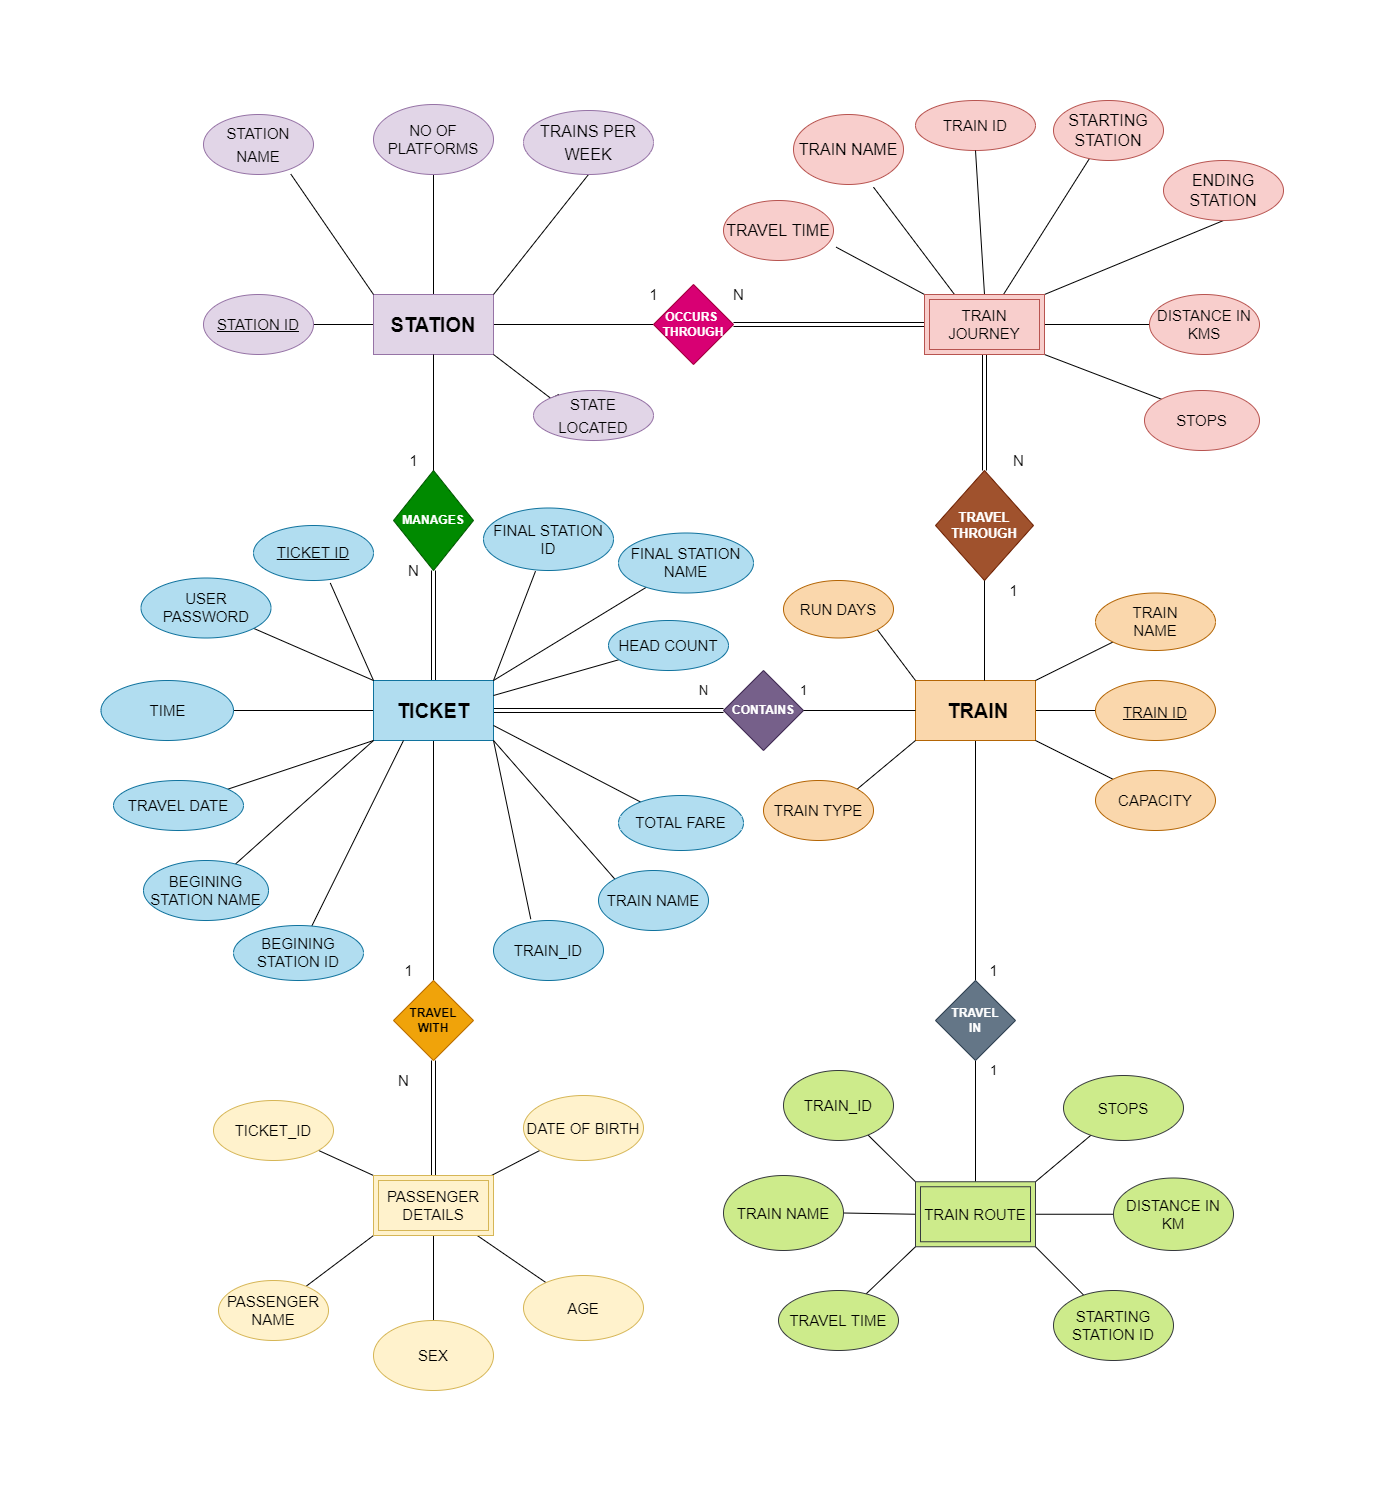 STATION
NAME
NO OF
PLATFORMS
TRAINS PER
WEEK
STATION ID
STATION
STATE
LOCATED
1
OCCURS
THROUGH
N
TRAVEL TIME
TRAIN NAME
TRAIN ID
STARTING
STATION
ENDING
STATION
TRAIN
JOURNEY
DISTANCE IN
KMS
STOPS
1
MANAGES
N
N
TRAVEL
THROUGH
1
TICKET ID
USER
PASSWORD
TIME
TRAVEL DATE
BEGINING
STATION NAME
BEGINING
STATION ID
TICKET
FINAL STATION
ID
FINAL STATION
NAME
HEAD COUNT
TOTAL FARE
TRAIN NAME
TRAIN_ID
N
CONTAINS
1
RUN DAYS
TRAIN TYPE
TRAIN
TRAIN
NAME
TRAIN ID
CAPACITY
1
TRAVEL
WITH
N
1
TRAVEL
IN
1
TICKET_ID
DATE OF BIRTH
PASSENGER
DETAILS
PASSENGER
NAME
SEX
AGE
TRAIN_ID
STOPS
TRAIN NAME
TRAIN ROUTE
DISTANCE IN
KM
TRAVEL TIME
STARTING
STATION ID